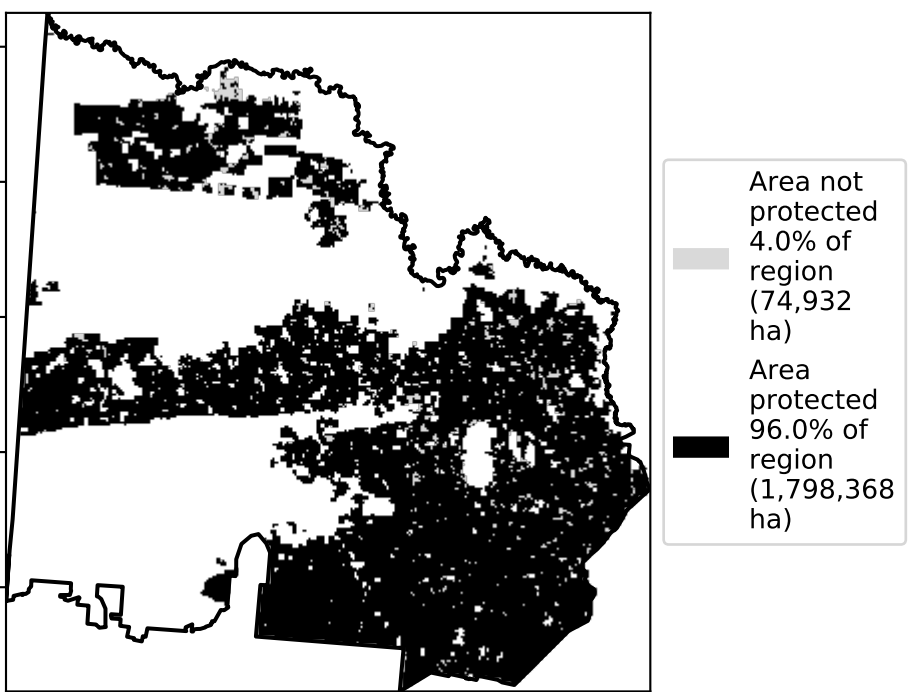 Area not
protected
4.0% of
region
(74,932
ha)
Area
protected
96.0% of
region
(1,798,368
ha)